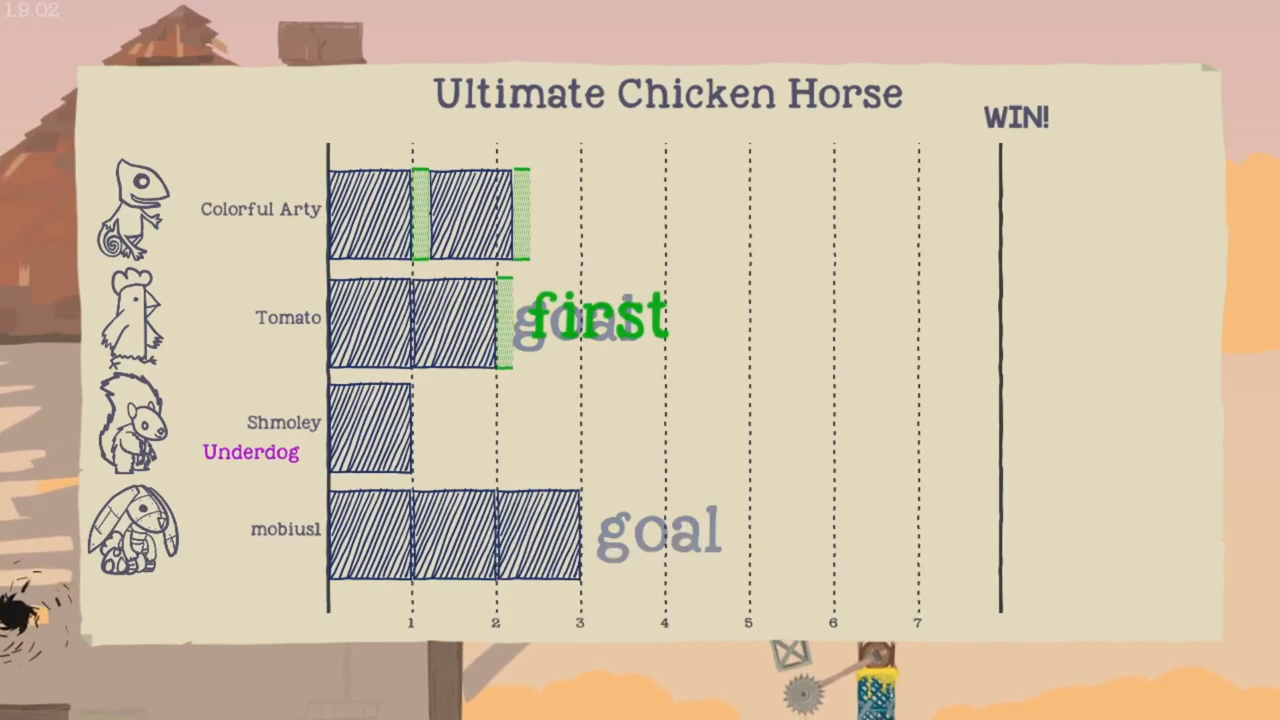 1.9.02
Ultimate Chicken Horse
WIN!
Colorful Arty
Tomato
goal
first
Shmoley
Underdog
mobius1
goal
1 2 3 4 5 6 7